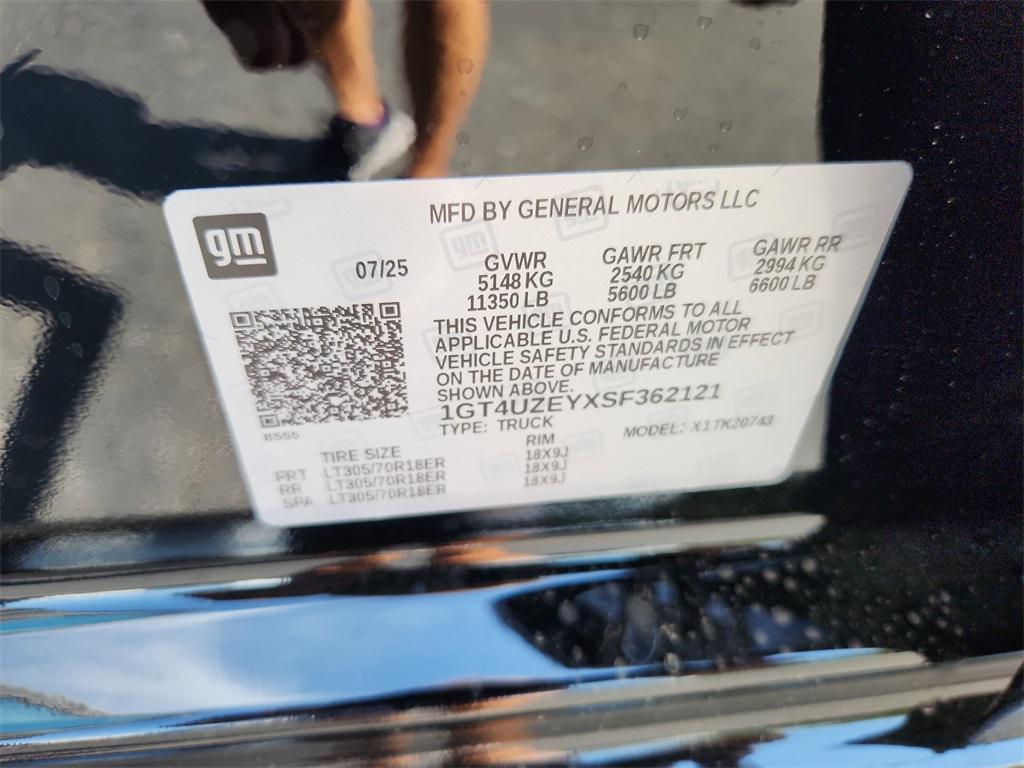 MFD BY GENERAL MOTORS LLC
gm
07/25
GVWR GAWR FRT GAWR RR
5148 KG 2540 KG 2994 KG
11350 LB 5600 LB 6600 LB
THIS VEHICLE CONFORMS TO ALL
APPLICABLE U.S. FEDERAL MOTOR
VEHICLE SAFETY STANDARDS IN EFFECT
ON THE DATE OF MANUFACTURE
SHOWN ABOVE.
1GT4UZEYXSF362121
8555
TYPE: TRUCK MODEL: X1TK20743
TIRE SIZE RIM
FRT LT305/70R18ER 18X9J
RR LT305/70R18ER 18X9J
SPA LT305/70R18ER 18X9J